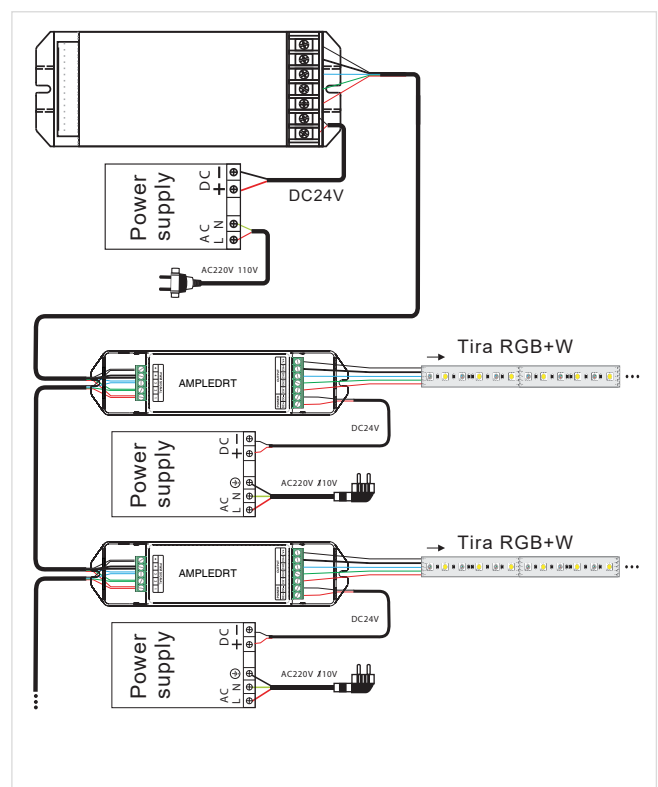 Power
supply
DC − +
AC N L
DC24V
AC220V 110V
Tira RGB+W
AMPLEDRT
DC24V
Power
supply
DC − +
AC N L
AC220V 110V
Tira RGB+W
AMPLEDRT
DC24V
Power
supply
DC − +
AC N L
AC220V 110V